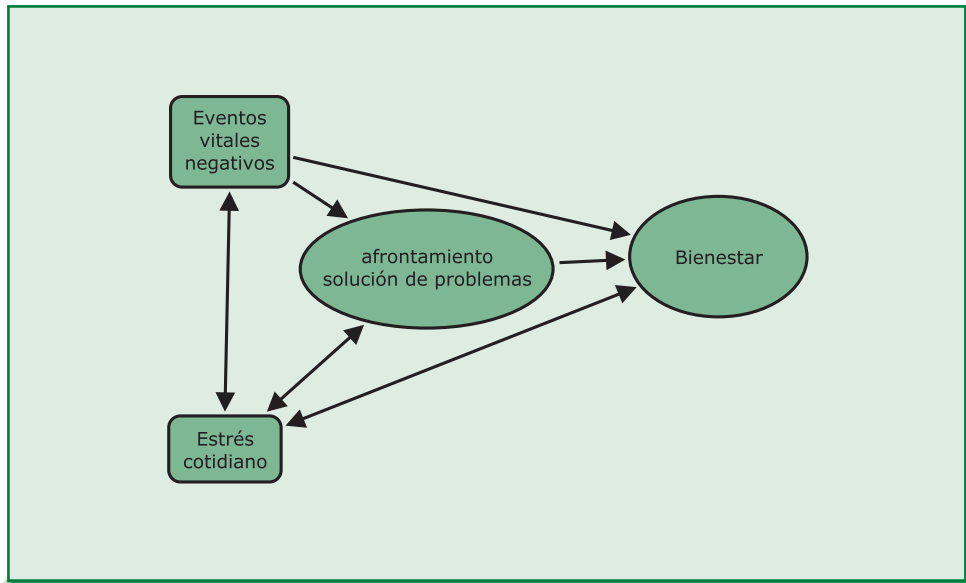 Eventos
vitales
negativos
afrontamiento
solución de problemas
Bienestar
Estrés
cotidiano